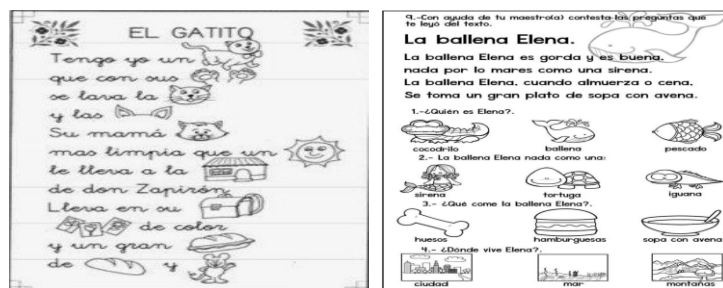 EL GATITO
Tengo yo un
que con sus
se lava la
y las
Su mamá
mas limpia que un
le lleva a la
de don Zapirón
Lleva en su
de color
y un gran
de y
9.-Con ayuda de tu maestro(a) contesta las preguntas que
te leyó del texto.
La ballena Elena.
La ballena Elena es gorda y es buena.
nada por lo mares como una sirena.
La ballena Elena, cuando almuerza o cena,
Se toma un gran plato de sopa con avena.
1.-¿Quién es Elena?.
cocodrilo ballena pescado
2.- La ballena Elena nada como una:
sirena tortuga iguana
3.- ¿Qué come la ballena Elena?.
huesos hamburguesas sopa con avena
4.- ¿Dónde vive Elena?.
ciudad mar montañas